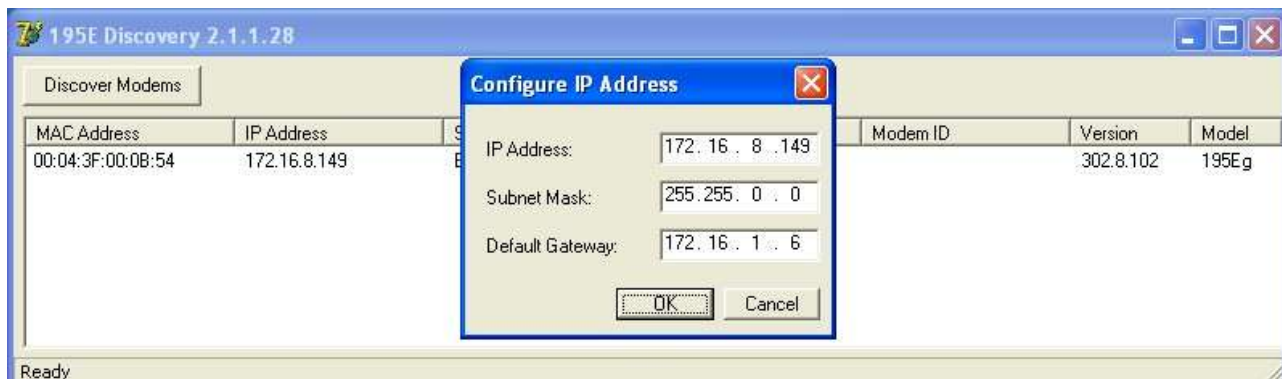 195E Discovery 2.1.1.28
Discover Modems
MAC Address IP Address Modem ID Version Model
00:04:3F:00:0B:54 172.16.8.149 302.8.102 195Eg
Configure IP Address
IP Address: 172. 16 . 8 .149
Subnet Mask: 255.255. 0 . 0
Default Gateway: 172. 16 . 1 . 6
OK Cancel
Ready